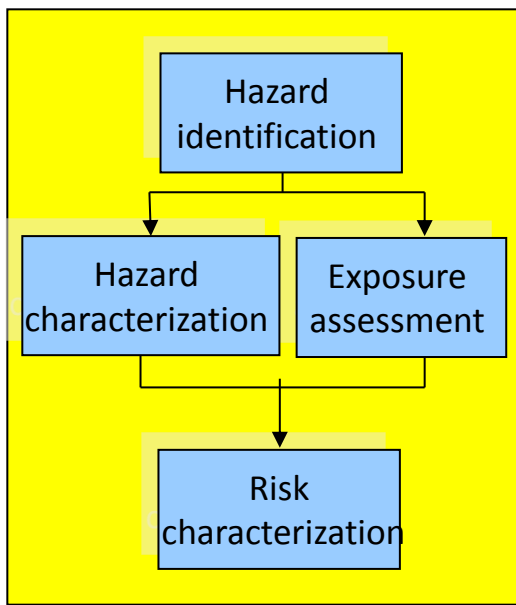 Hazard
identification
Hazard
characterization
Exposure
assessment
Risk
characterization